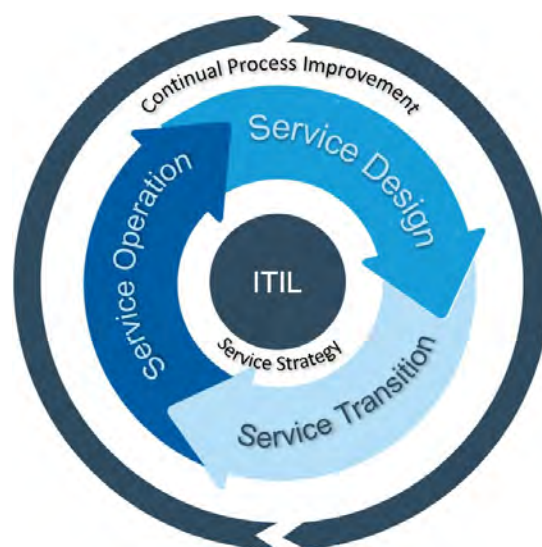 Continual Process Improvement
Service Design
Service Operation
ITIL
Service Strategy
Service Transition